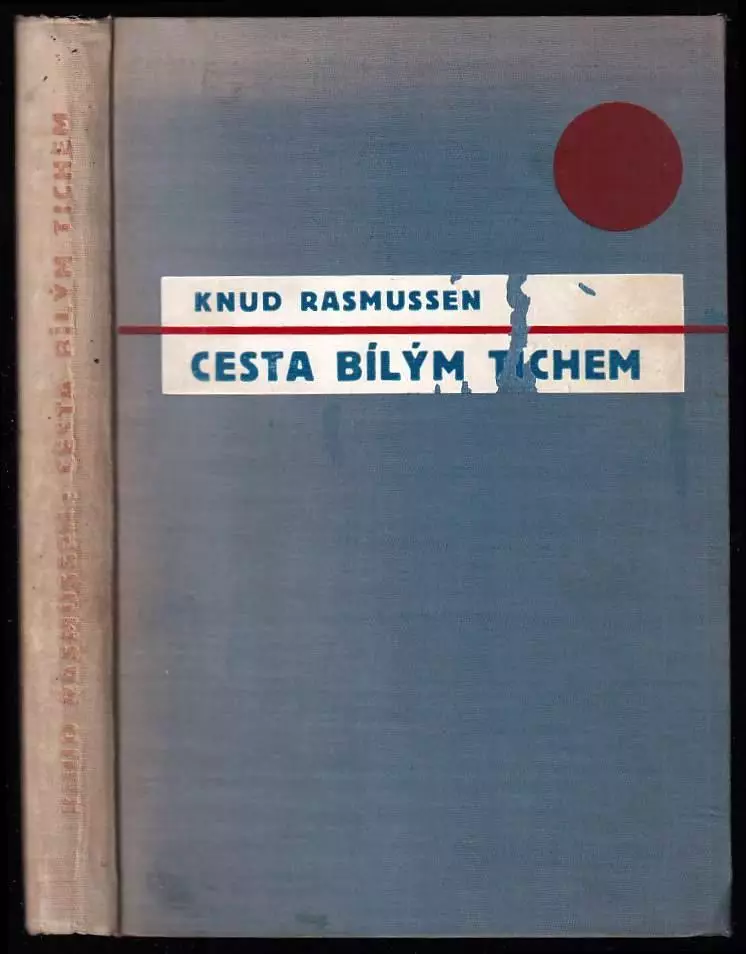 KNUD RASMUSSEN
CESTA BÍLÝM TICHEM
KNUD RASMUSSEN: CESTA BÍLÝM TICHEM